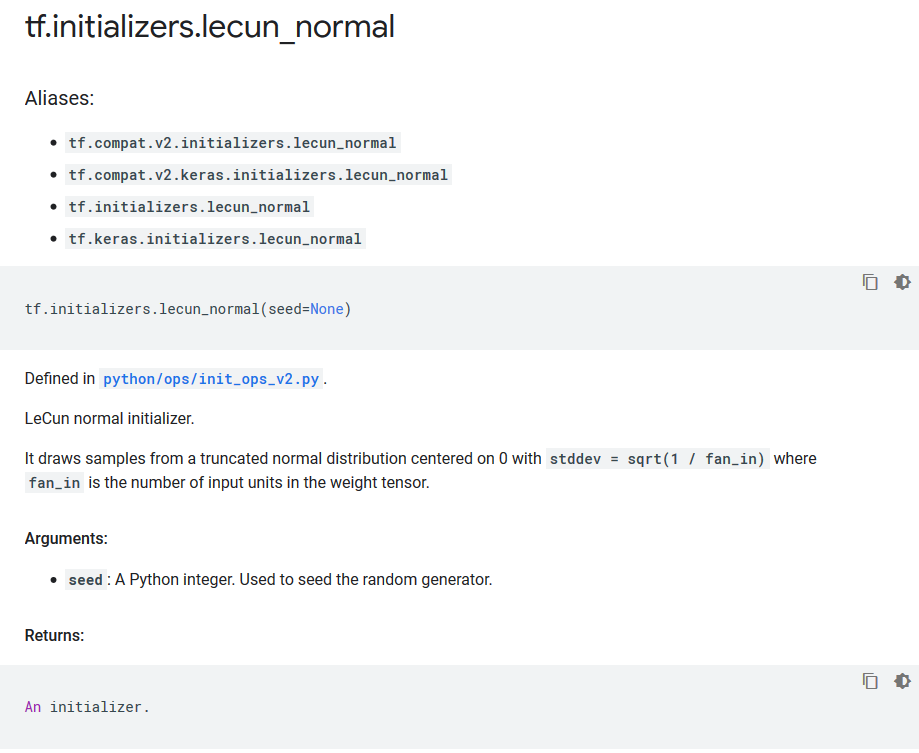 tf.initializers.lecun_normal
Aliases:
tf.compat.v2.initializers.lecun_normal
tf.compat.v2.keras.initializers.lecun_normal
tf.initializers.lecun_normal
tf.keras.initializers.lecun_normal
tf.initializers.lecun_normal(seed=None)
Defined in python/ops/init_ops_v2.py.
LeCun normal initializer.
It draws samples from a truncated normal distribution centered on 0 with stddev = sqrt(1 / fan_in) where
fan_in is the number of input units in the weight tensor.
Arguments:
seed: A Python integer. Used to seed the random generator.
Returns:
An initializer.